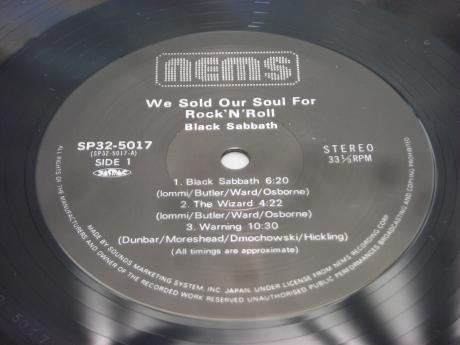 nems
We Sold Our Soul For
Rock'N'Roll
Black Sabbath
SP32-5017
(SP32-5017-A)
SIDE 1
STEREO
33⅓RPM
1. Black Sabbath 6:20
(Iommi/Butler/Ward/Osborne)
2. The Wizard 4:22
(Iommi/Butler/Ward/Osborne)
3. Warning 10:30
(Dunbar/Moreshead/Dmochowski/Hickling)
(All timings are approximate)
MADE BY SOUNDS MARKETING SYSTEM, INC. JAPAN. UNDER LICENSE FROM NEMS RECORDING CORP.
ALL RIGHTS OF THE MANUFACTURERS AND OWNER OF THE RECORDED WORK RESERVED UNAUTHORISED PUBLIC PERFORMANCES BROADCASTING AND COPYING PROHIBITED